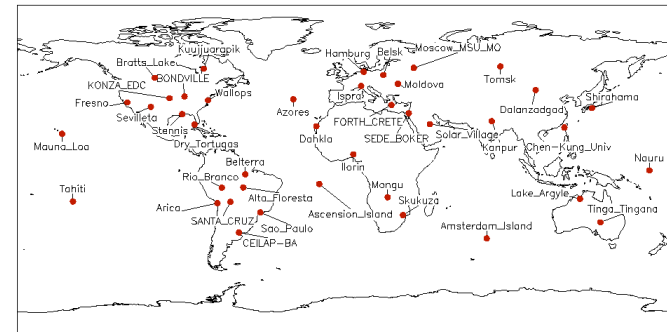 Kuujjuarapik
Hamburg
Belsk
Moscow_MSU_MO
Bratts_Lake
BONDVILLE
KONZA_EDC
Wallops
Moldova
Tomsk
Fresno
Ispra
Dalanzadgad
Shirahama
Sevilleta
Azores
FORTH_CRETE
Stennis
Dahkla
SEDE_BOKER
Solar_Village
Mauna_Loa
Dry_Tortugas
Kanpur
Chen-Kung_Univ
Belterra
Ilorin
Nauru
Rio_Branco
Tahiti
Mangu
Lake_Argyle
Alta_Floresta
Skukuza
Arica
Ascension_Island
Tinga_Tingana
SANTA_CRUZ
Sao_Paulo
Amsterdam_Island
CEILAP-BA